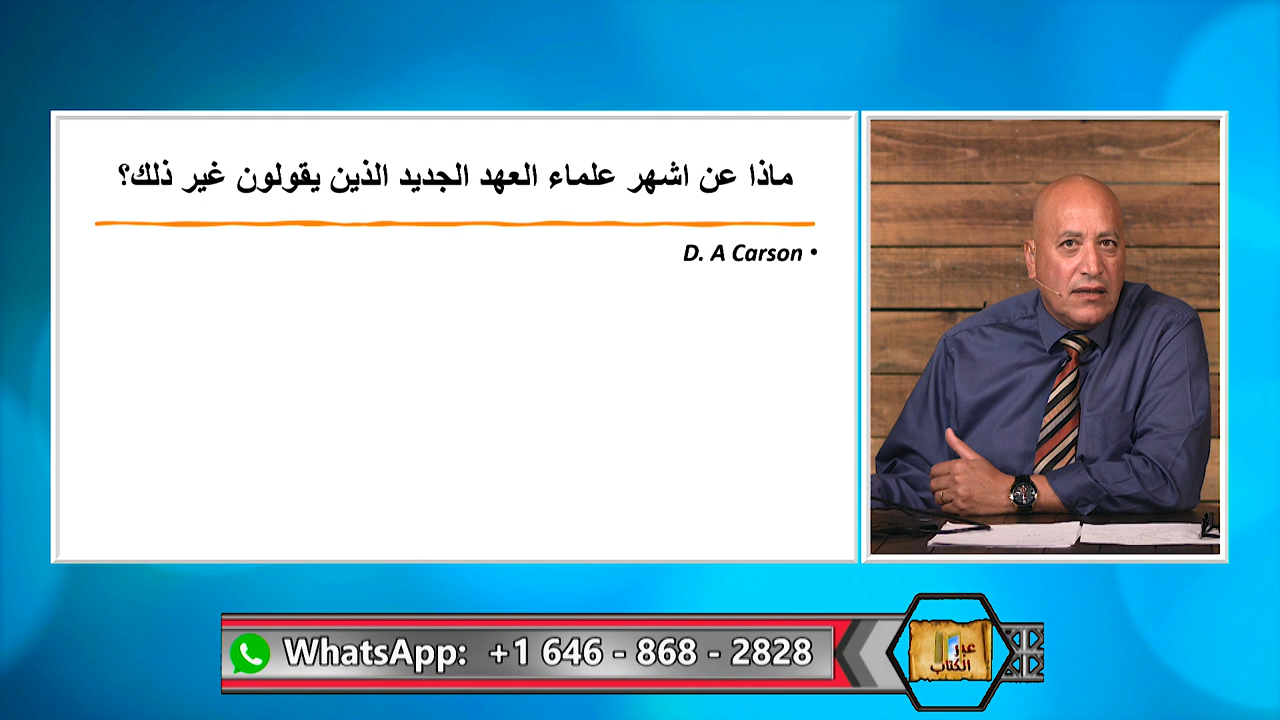 ماذا عن اشهر علماء العهد الجديد الذين يقولون غير ذلك؟
• D. A Carson
WhatsApp: +1 646 - 868 - 2828
عبر
الكتاب